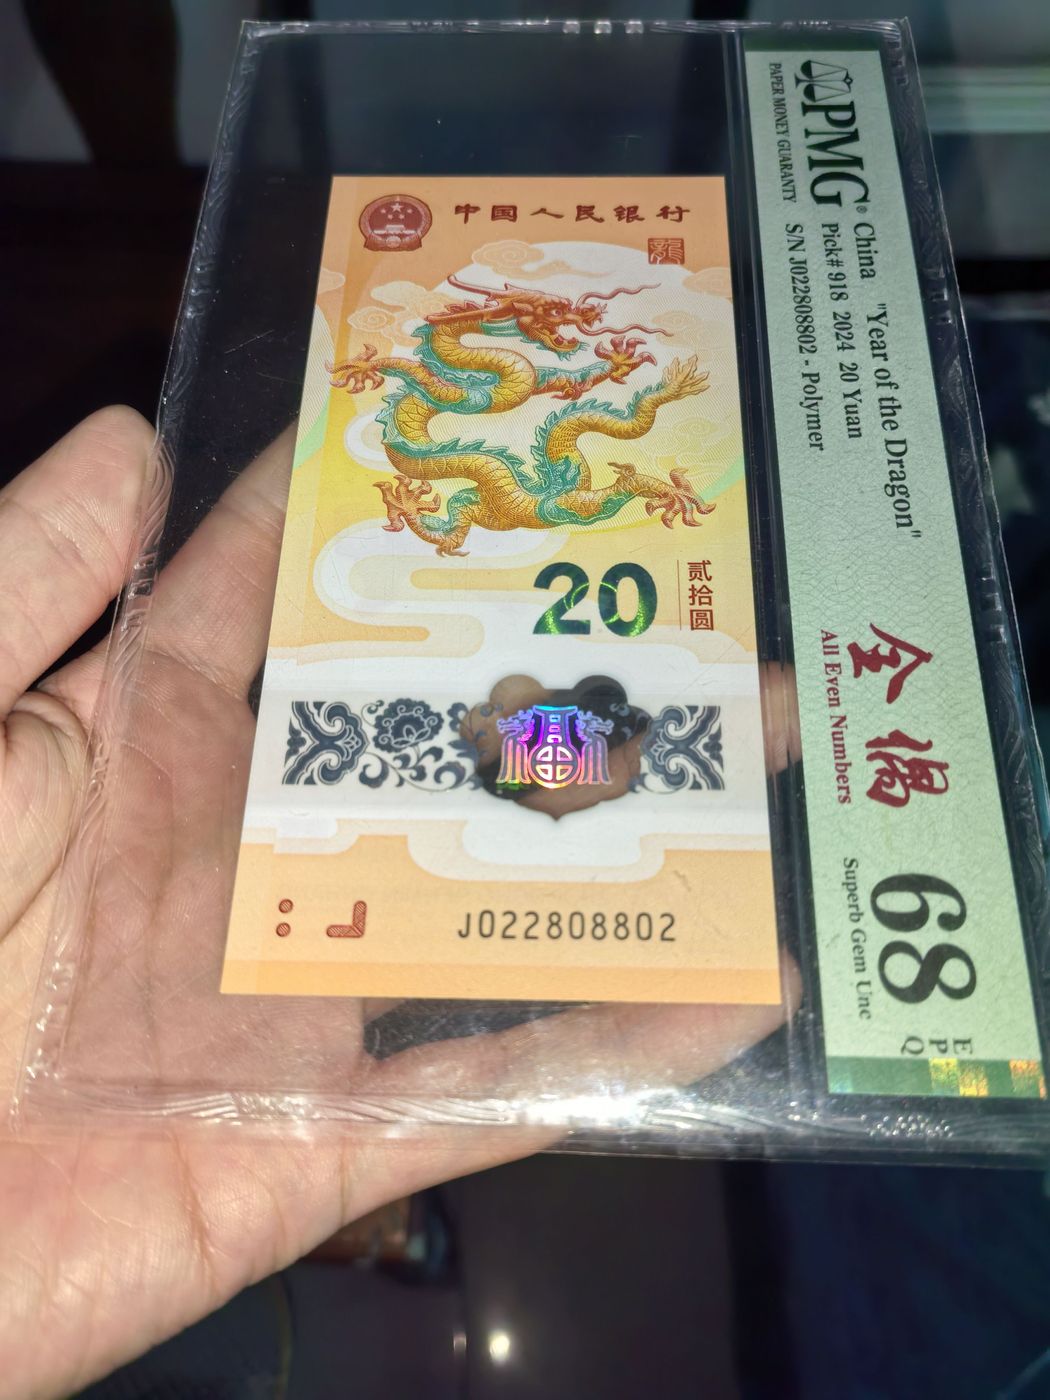 中国人民银行
龍
20
贰拾圆
J022808802
PMG®
PAPER MONEY GUARANTY
China "Year of the Dragon"
Pick# 918 2024 20 Yuan
S/N J022808802 - Polymer
全偶
All Even Numbers
68 EPQ
Superb Gem Unc